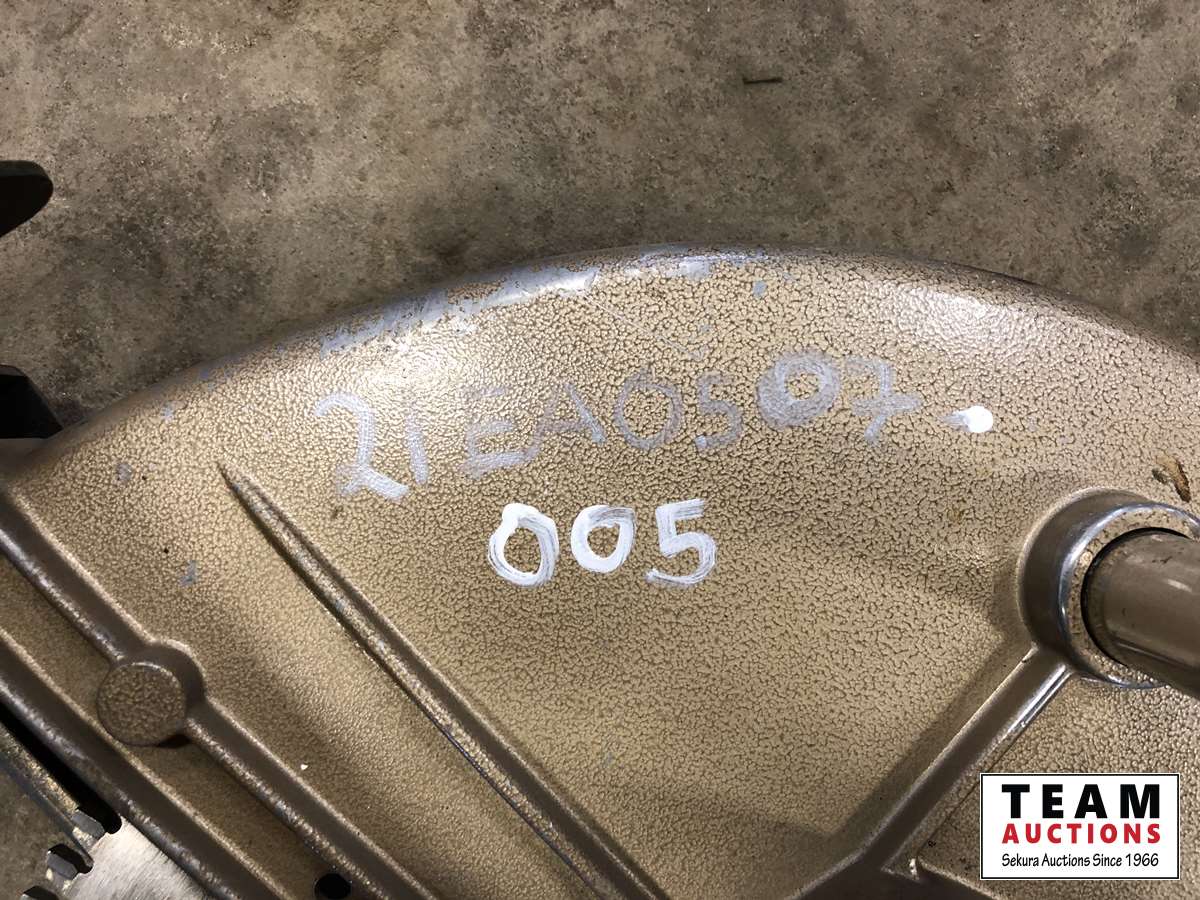 21EA0507-
005
TEAM
AUCTIONS
Sekura Auctions Since 1966